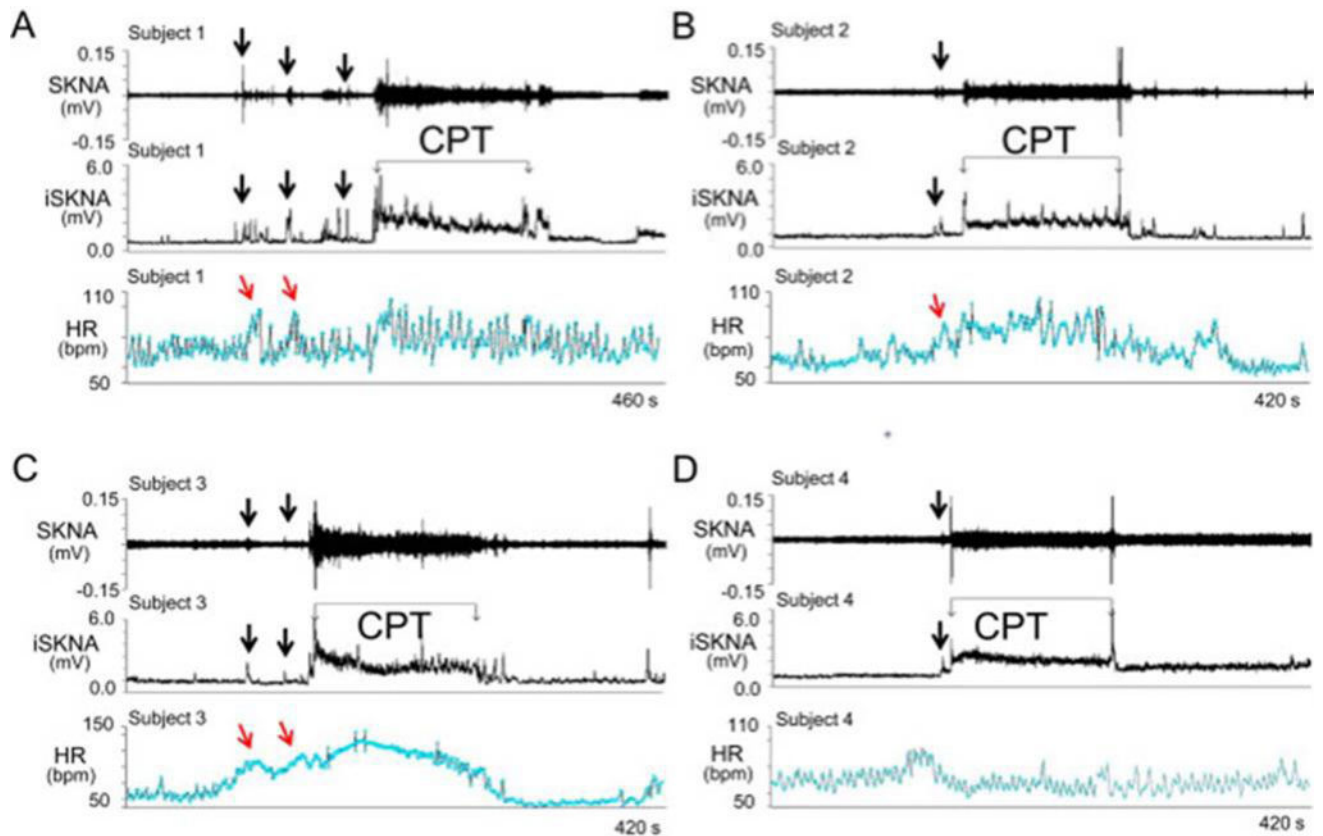 A
Subject 1
0.15
SKNA
(mV)
-0.15
Subject 1
CPT
6.0
iSKNA
(mV)
0.0
Subject 1
110
HR
(bpm)
50
460 s
B
Subject 2
0.15
SKNA
(mV)
-0.15
Subject 2
CPT
6.0
iSKNA
(mV)
0.0
Subject 2
110
HR
(bpm)
50
420 s
C
Subject 3
0.15
SKNA
(mV)
-0.15
Subject 3
CPT
6.0
iSKNA
(mV)
0.0
Subject 3
150
HR
(bpm)
50
420 s
D
Subject 4
0.15
SKNA
(mV)
-0.15
Subject 4
CPT
6.0
iSKNA
(mV)
0.0
Subject 4
110
HR
(bpm)
50
420 s